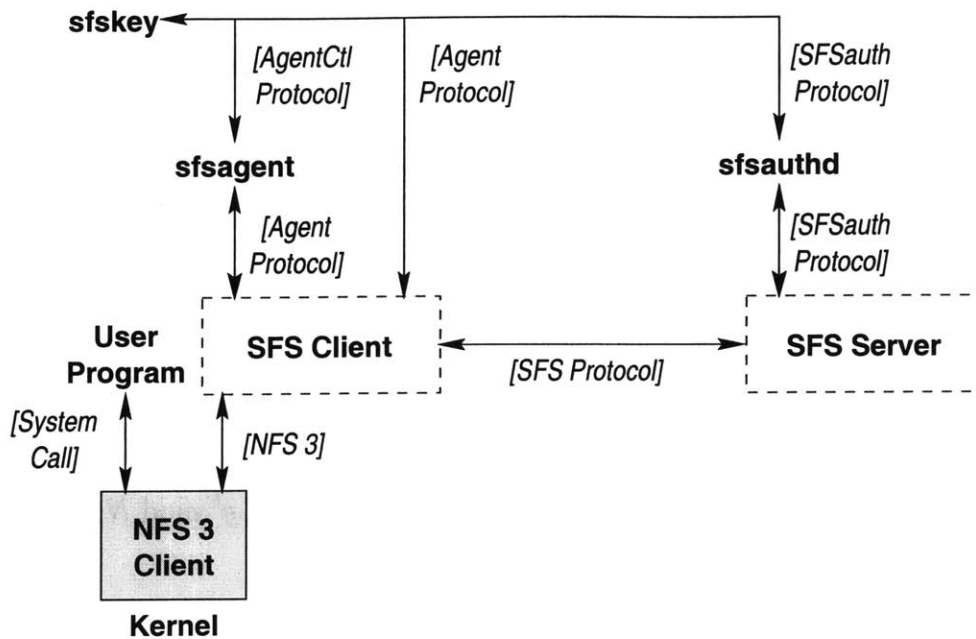 sfskey
[AgentCtl
Protocol]
[Agent
Protocol]
[SFSauth
Protocol]
sfsagent
sfsauthd
[Agent
Protocol]
[SFSauth
Protocol]
User
Program
SFS Client
SFS Server
[SFS Protocol]
[System
Call]
[NFS 3]
NFS 3
Client
Kernel